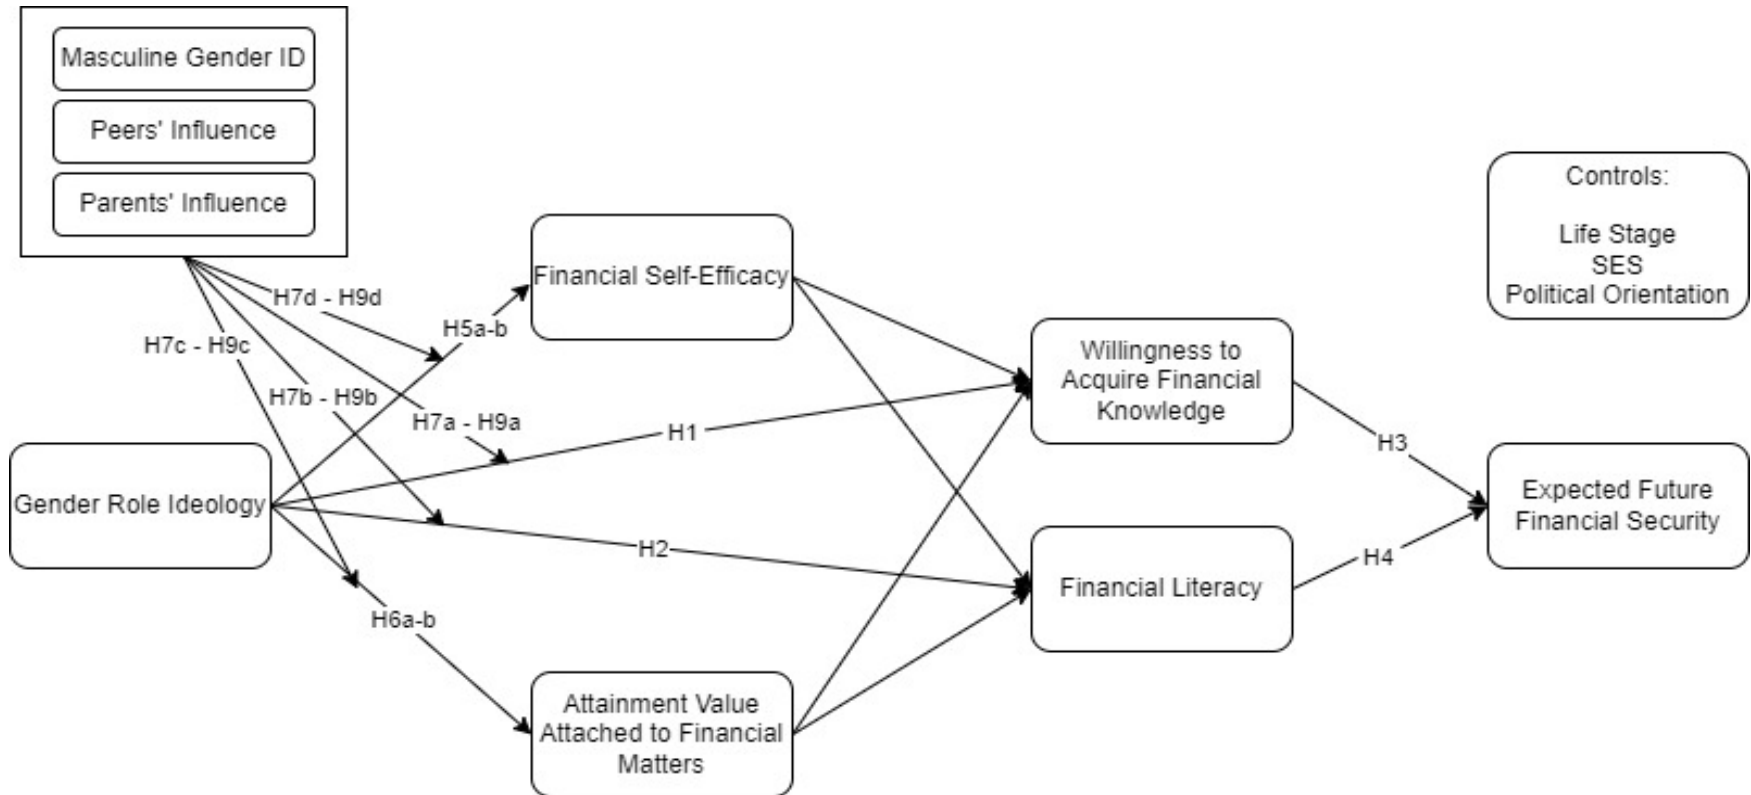 Masculine Gender ID
Peers' Influence
Parents' Influence
Controls:
Life Stage
SES
Political Orientation
Financial Self-Efficacy
H7d - H9d
H5a-b
H7c - H9c
H7b - H9b
H7a - H9a
H1
Willingness to
Acquire Financial
Knowledge
H3
Gender Role Ideology
Expected Future
Financial Security
H2
H4
Financial Literacy
H6a-b
Attainment Value
Attached to Financial
Matters